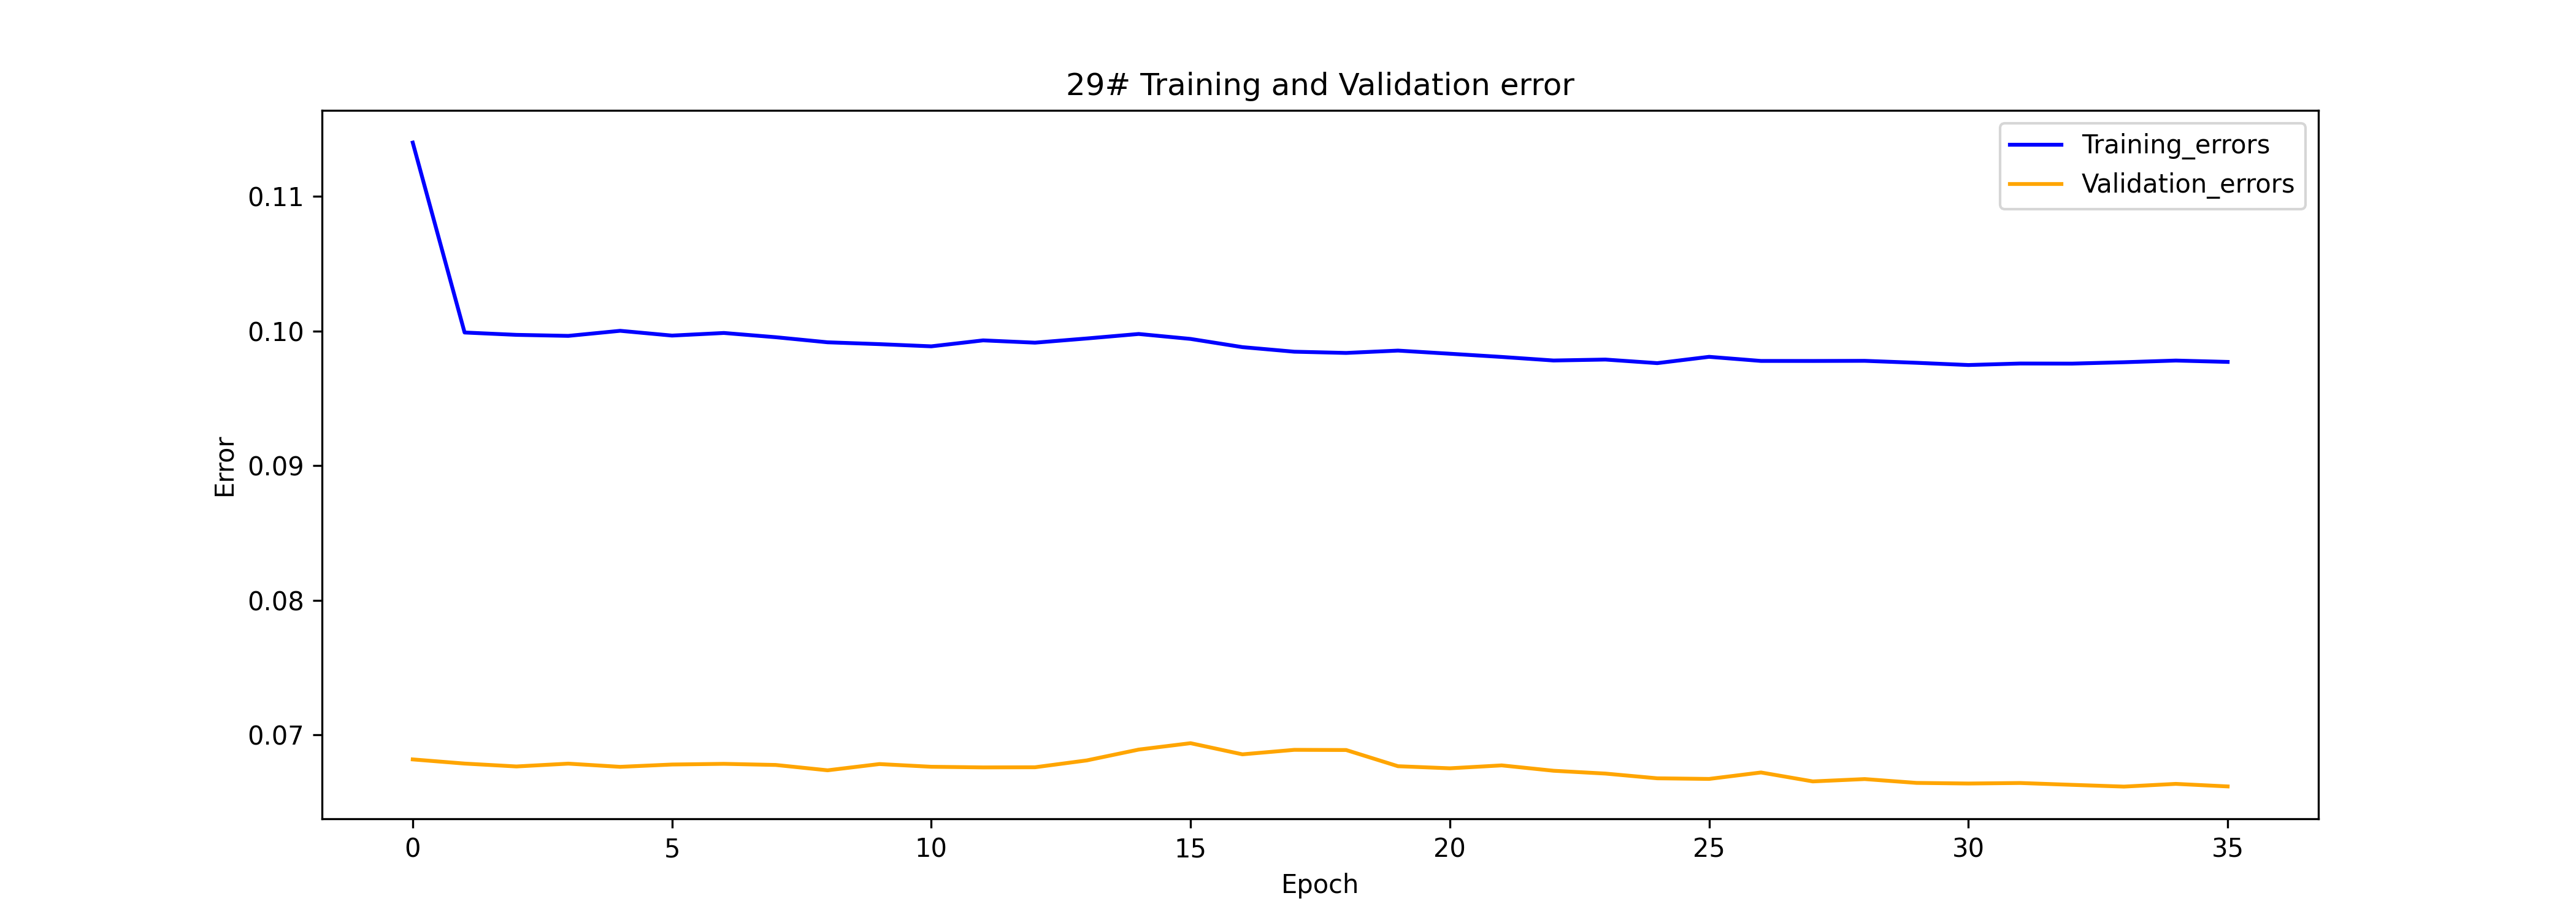 29# Training and Validation error
Training_errors
Validation_errors
0.11
0.10
0.09
0.08
0.07
Error
0 5 10 15 20 25 30 35
Epoch